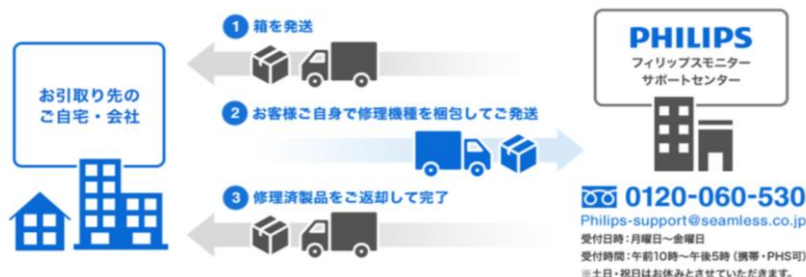 お引取り先の
ご自宅・会社
1 箱を発送
2 お客様ご自身で修理機種を梱包してご発送
3 修理済製品をご返却して完了
PHILIPS
フィリップスモニター
サポートセンター
0120-060-530
Philips-support@seamless.co.jp
受付日時：月曜日〜金曜日
受付時間：午前10時〜午後5時（携帯・PHS可）
※土日・祝日はお休みとさせていただきます。